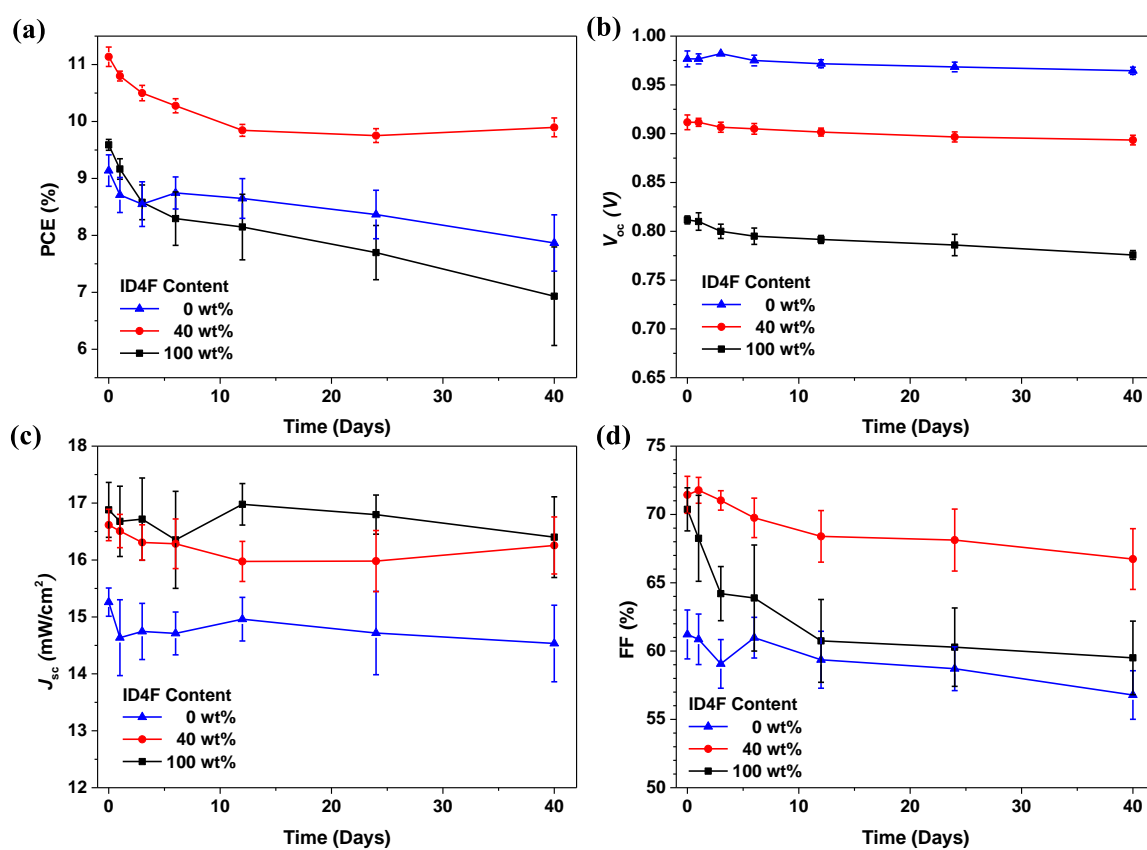 (a)
PCE (%)
11
10
9
8
7
6
ID4F Content
0 wt%
40 wt%
100 wt%
0 10 20 30 40
Time (Days)
(b)
Voc (V)
1.00
0.95
0.90
0.85
0.80
0.75
0.70
0.65
ID4F Content
0 wt%
40 wt%
100 wt%
0 10 20 30 40
Time (Days)
(c)
Jsc (mW/cm²)
18
17
16
15
14
13
12
ID4F Content
0 wt%
40 wt%
100 wt%
0 10 20 30 40
Time (Days)
(d)
FF (%)
75
70
65
60
55
50
ID4F Content
0 wt%
40 wt%
100 wt%
0 10 20 30 40
Time (Days)